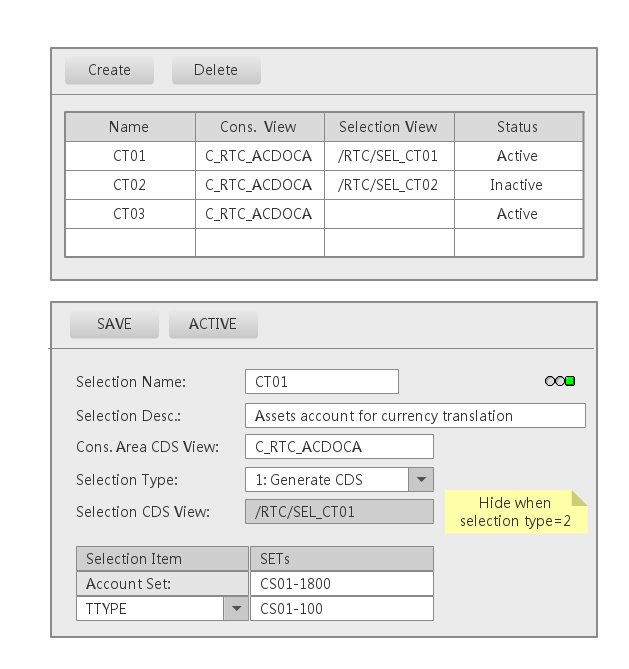 Create Delete
Name Cons. View Selection View Status
CT01 C_RTC_ACDOCA /RTC/SEL_CT01 Active
CT02 C_RTC_ACDOCA /RTC/SEL_CT02 Inactive
CT03 C_RTC_ACDOCA Active
SAVE ACTIVE
Selection Name: CT01
Selection Desc.: Assets account for currency translation
Cons. Area CDS View: C_RTC_ACDOCA
Selection Type: 1: Generate CDS
Selection CDS View: /RTC/SEL_CT01
Hide when
selection type=2
Selection Item SETs
Account Set: CS01-1800
TTYPE CS01-100